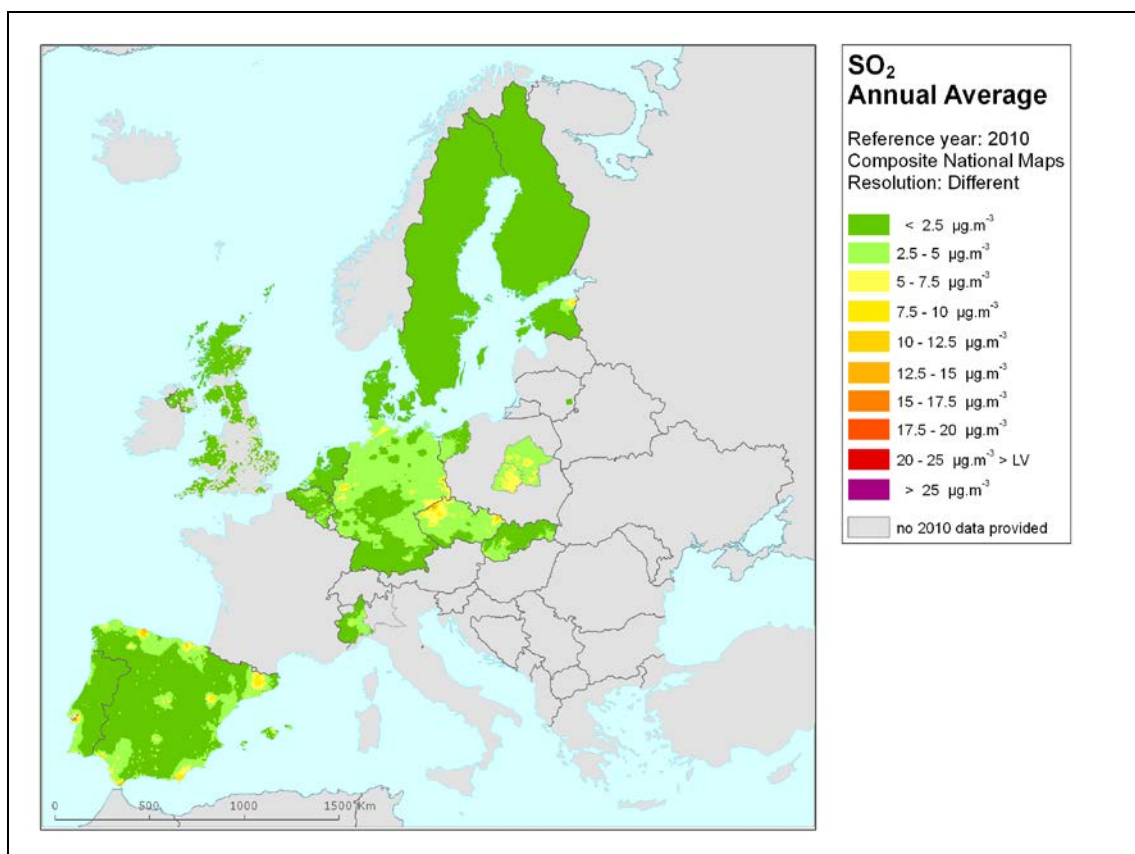 SO₂
Annual Average
Reference year: 2010
Composite National Maps
Resolution: Different
< 2.5 µg.m⁻³
2.5 - 5 µg.m⁻³
5 - 7.5 µg.m⁻³
7.5 - 10 µg.m⁻³
10 - 12.5 µg.m⁻³
12.5 - 15 µg.m⁻³
15 - 17.5 µg.m⁻³
17.5 - 20 µg.m⁻³
20 - 25 µg.m⁻³ > LV
> 25 µg.m⁻³
no 2010 data provided
0 500 1000 1500 Km